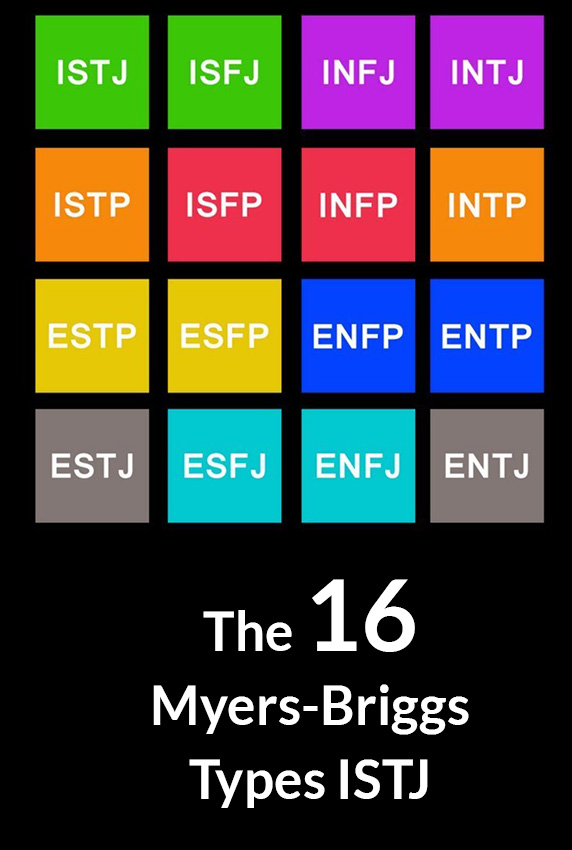 ISTJ ISFJ INFJ INTJ
ISTP ISFP INFP INTP
ESTP ESFP ENFP ENTP
ESTJ ESFJ ENFJ ENTJ
The 16
Myers-Briggs
Types ISTJ